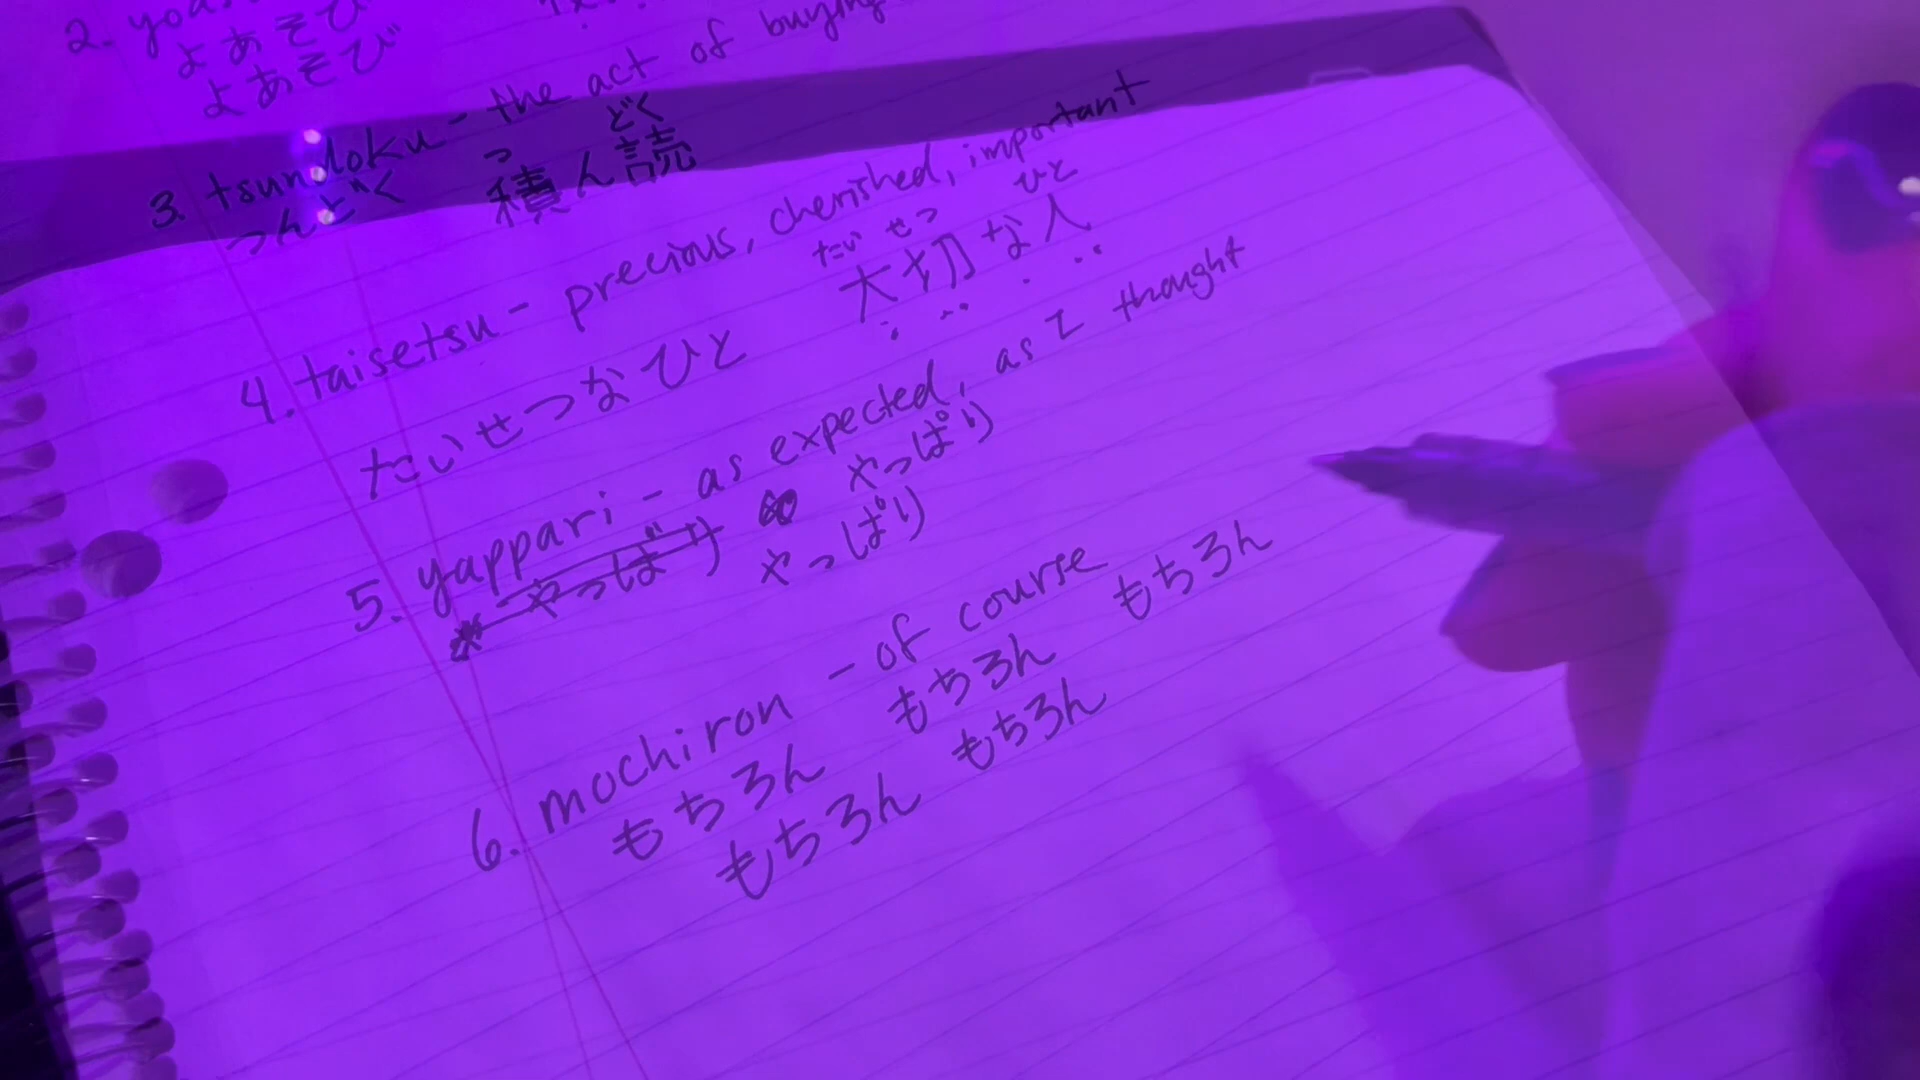 2.
よあそび
よあそび
3. tsundoku - the act of buying
つんどく
つ どく
積ん読
4. taisetsu - precious, cherished, important
たいせつなひと
たい せつ ひと
大切な人
5. yappari - as expected, as I thought
やっぱり やっぱり
やっぱり
6. mochiron - of course
もちろん もちろん もちろん
もちろん もちろん